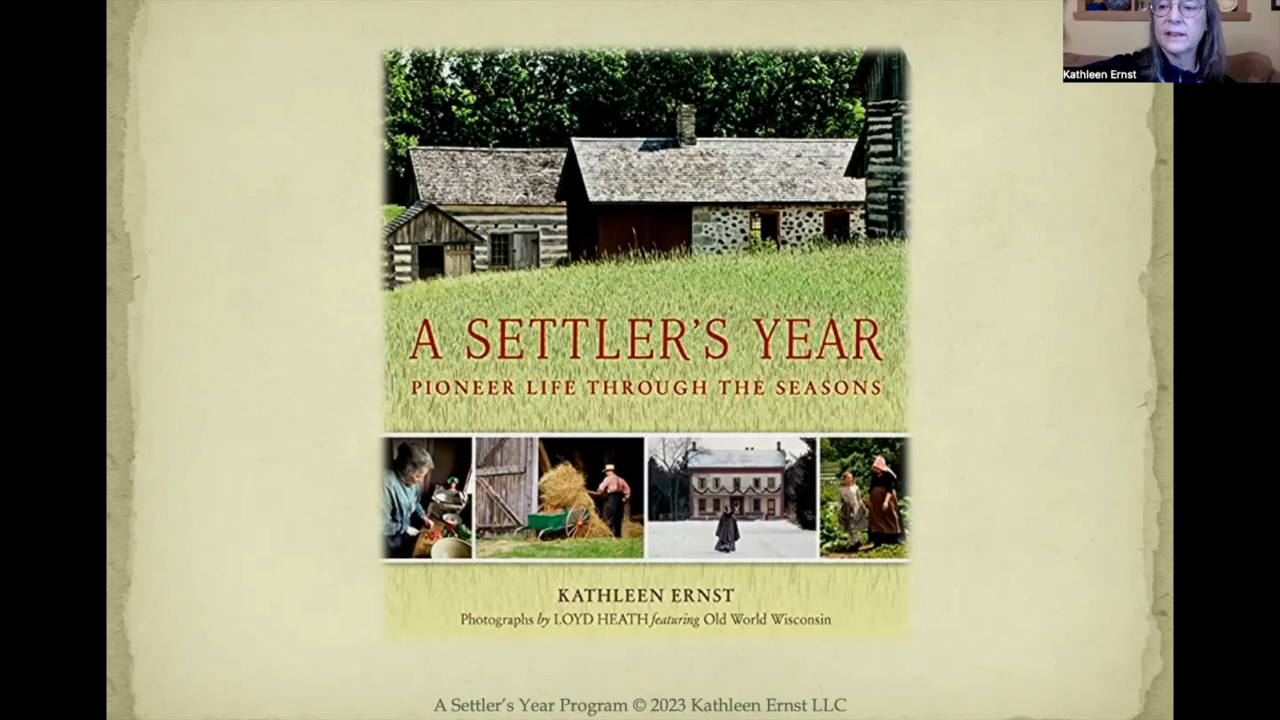 Kathleen Ernst
A SETTLER'S YEAR
PIONEER LIFE THROUGH THE SEASONS
KATHLEEN ERNST
Photographs by LOYD HEATH featuring Old World Wisconsin
A Settler's Year Program © 2023 Kathleen Ernst LLC